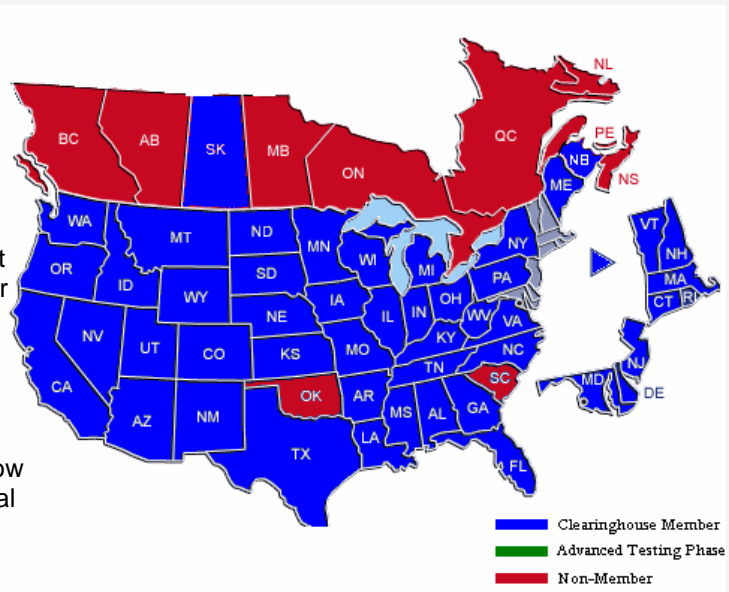 NL
BC
AB
SK
MB
ON
QC
PE
NB
NS
ME
WA
MT
ND
MN
OR
ID
SD
WI
MI
NY
VT
NH
WY
IA
PA
MA
NE
IL
IN
OH
CT
RI
NV
UT
CO
KS
MO
WV
VA
KY
NC
NJ
CA
TN
OK
SC
MD
DE
AZ
NM
AR
MS
AL
GA
TX
LA
FL
t
r
ow
al
Clearinghouse Member
Advanced Testing Phase
Non-Member